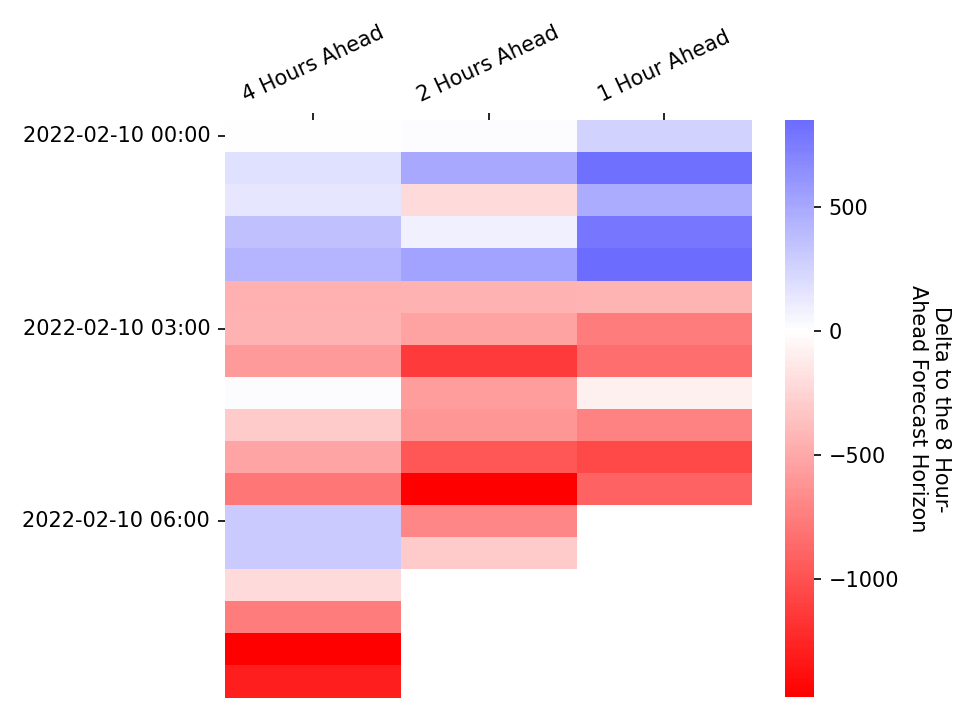 4 Hours Ahead
2 Hours Ahead
1 Hour Ahead
2022-02-10 00:00
2022-02-10 03:00
2022-02-10 06:00
500
0
−500
−1000
Delta to the 8 Hour-
Ahead Forecast Horizon